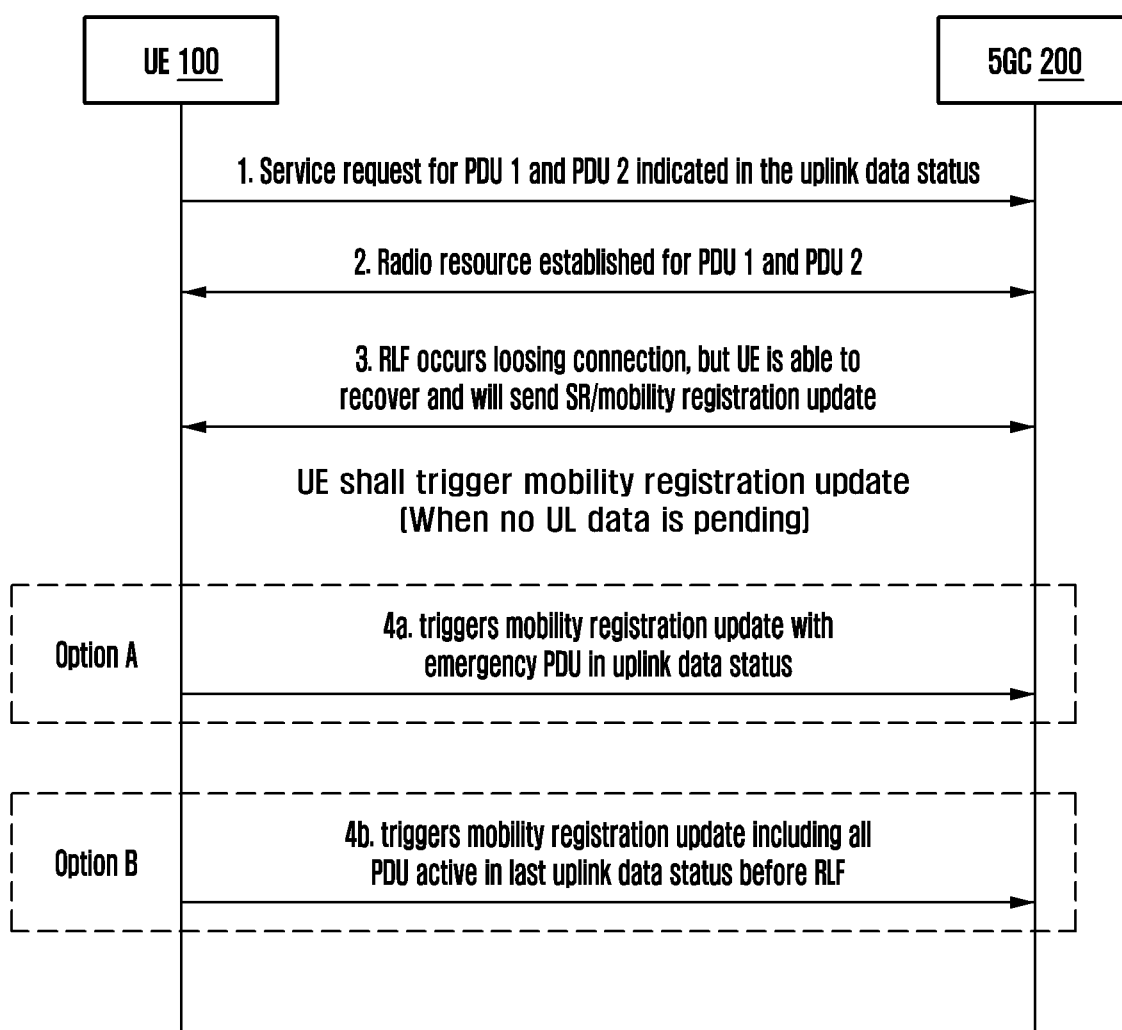 UE 100
5GC 200
1. Service request for PDU 1 and PDU 2 indicated in the uplink data status
2. Radio resource established for PDU 1 and PDU 2
3. RLF occurs loosing connection, but UE is able to
recover and will send SR/mobility registration update
UE shall trigger mobility registration update
(When no UL data is pending)
Option A
4a. triggers mobility registration update with
emergency PDU in uplink data status
Option B
4b. triggers mobility registration update including all
PDU active in last uplink data status before RLF